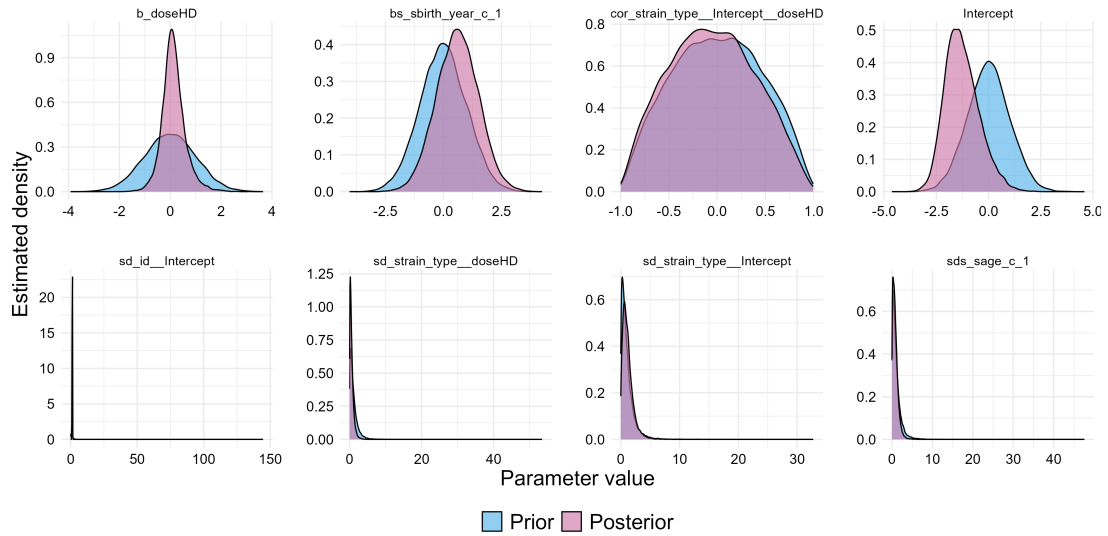 b_doseHD
bs_sbirth_year_c_1
cor_strain_type__Intercept__doseHD
Intercept
0.0 0.3 0.6 0.9
-4 -2 0 2 4
0.0 0.1 0.2 0.3 0.4
-2.5 0.0 2.5
0.0 0.2 0.4 0.6 0.8
-1.0 -0.5 0.0 0.5 1.0
0.0 0.1 0.2 0.3 0.4 0.5
-5.0 -2.5 0.0 2.5 5.0
Estimated density
sd_id__Intercept
sd_strain_type__doseHD
sd_strain_type__Intercept
sds_sage_c_1
0 5 10 15 20
0 50 100 150
0.00 0.25 0.50 0.75 1.00 1.25
0 20 40
0.0 0.2 0.4 0.6
0 10 20 30
0.0 0.2 0.4 0.6
0 10 20 30 40
Parameter value
Prior Posterior